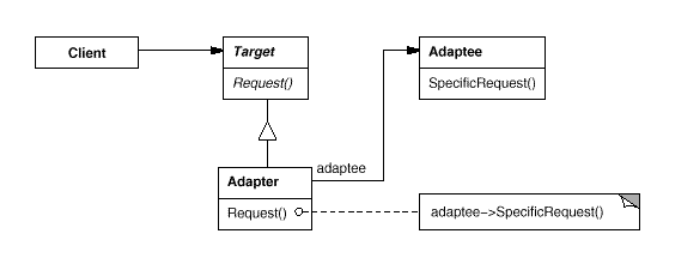 Client
Target
Request()
Adaptee
SpecificRequest()
adaptee
Adapter
Request()
adaptee->SpecificRequest()